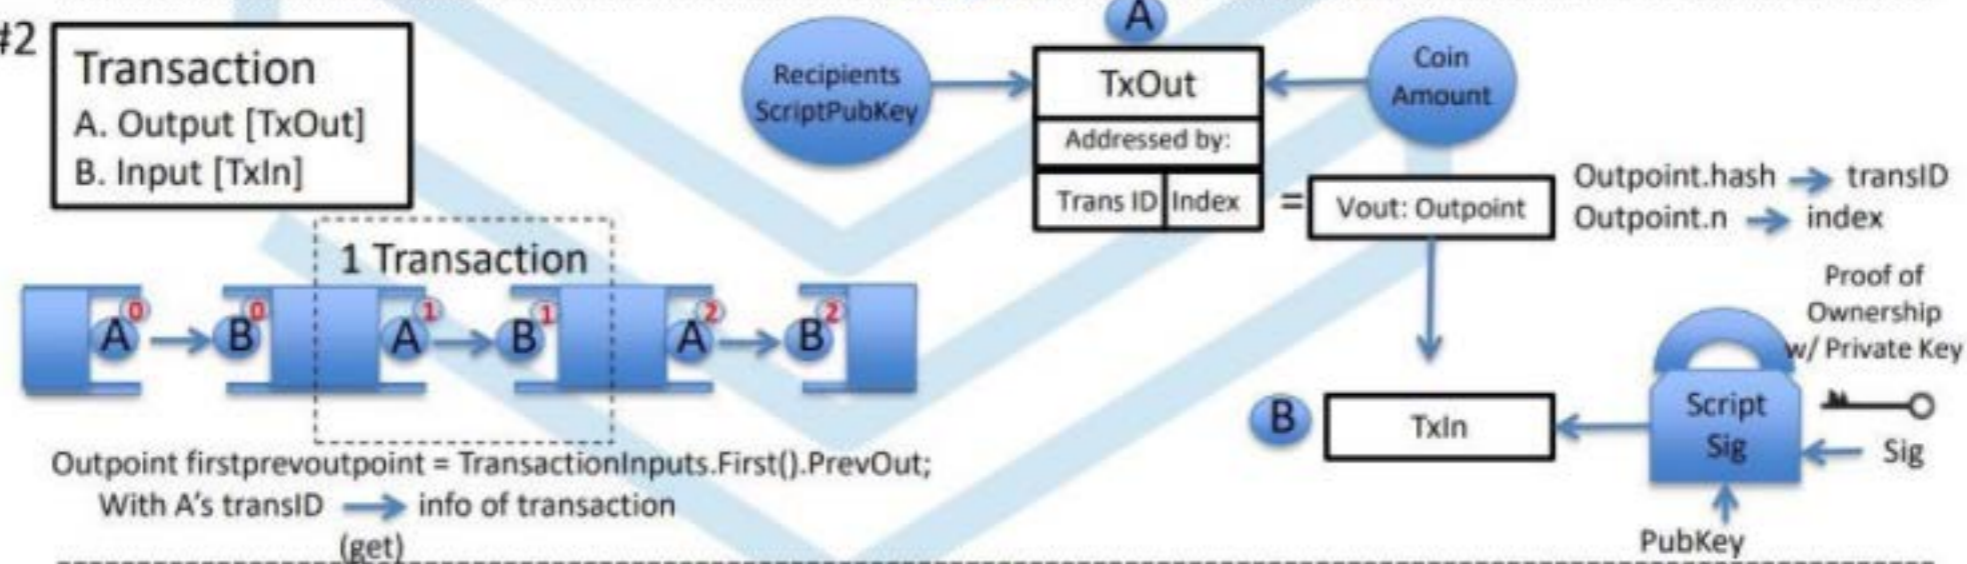 #2
Transaction
A. Output [TxOut]
B. Input [TxIn]
1 Transaction
A 0
B 0
A 1
B 1
A 2
B 2
Outpoint firstprevoutpoint = TransactionInputs.First().PrevOut;
With A's transID → info of transaction
(get)
Recipients
ScriptPubKey
A
TxOut
Addressed by:
Trans ID Index
Coin
Amount
= Vout: Outpoint
Outpoint.hash → transID
Outpoint.n → index
B
TxIn
Script
Sig
Proof of
Ownership
w/ Private Key
Sig
PubKey